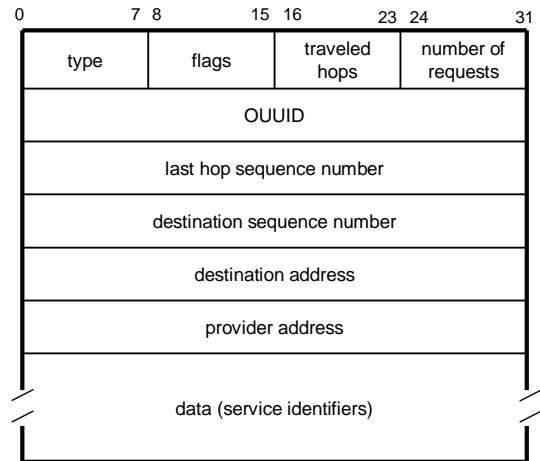 0 7 8 15 16 23 24 31
type flags traveled hops number of requests
OUUID
last hop sequence number
destination sequence number
destination address
provider address
data (service identifiers)